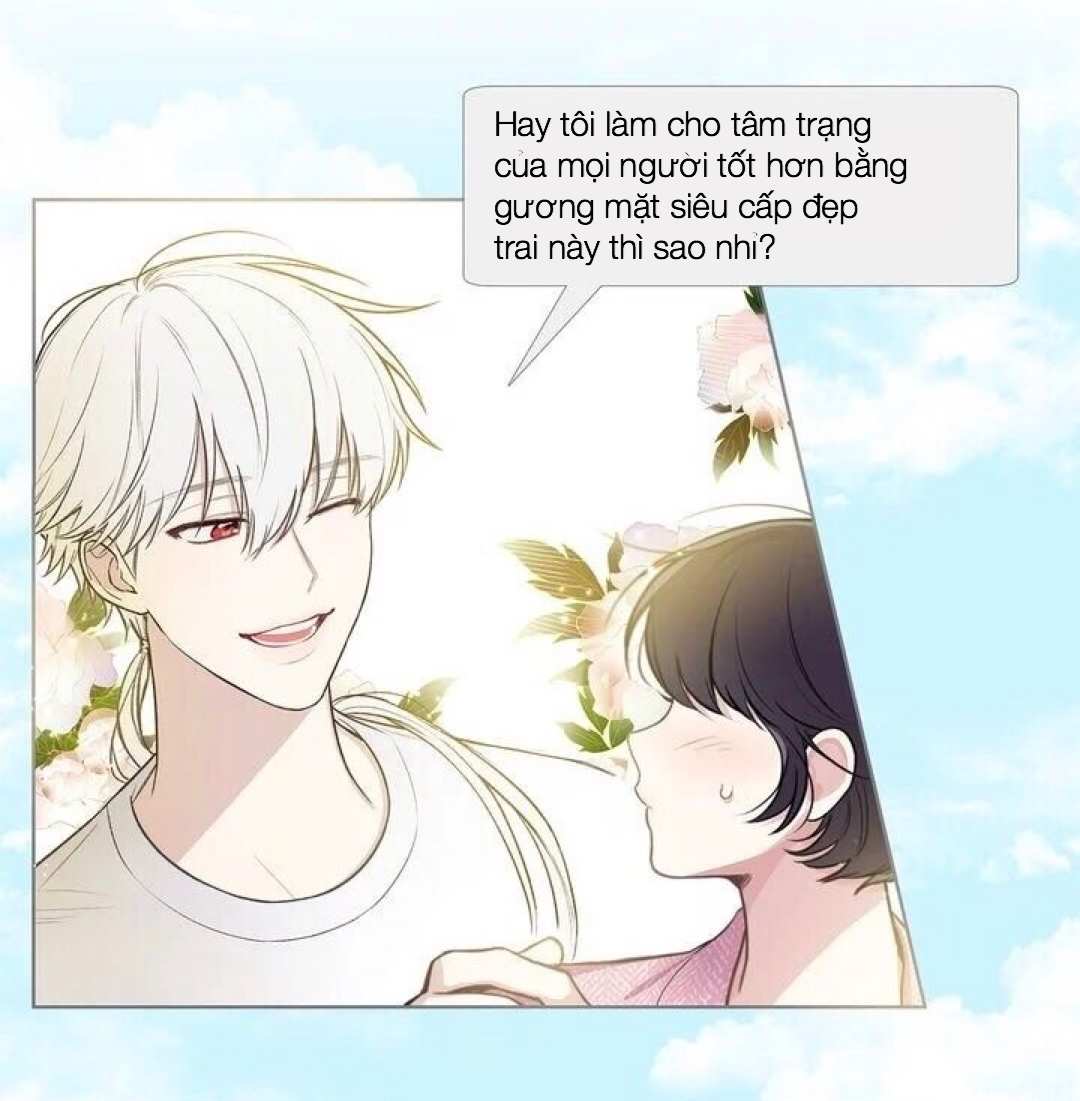 Hay tôi làm cho tâm trạng
của mọi người tốt hơn bằng
gương mặt siêu cấp đẹp
trai này thì sao nhỉ?